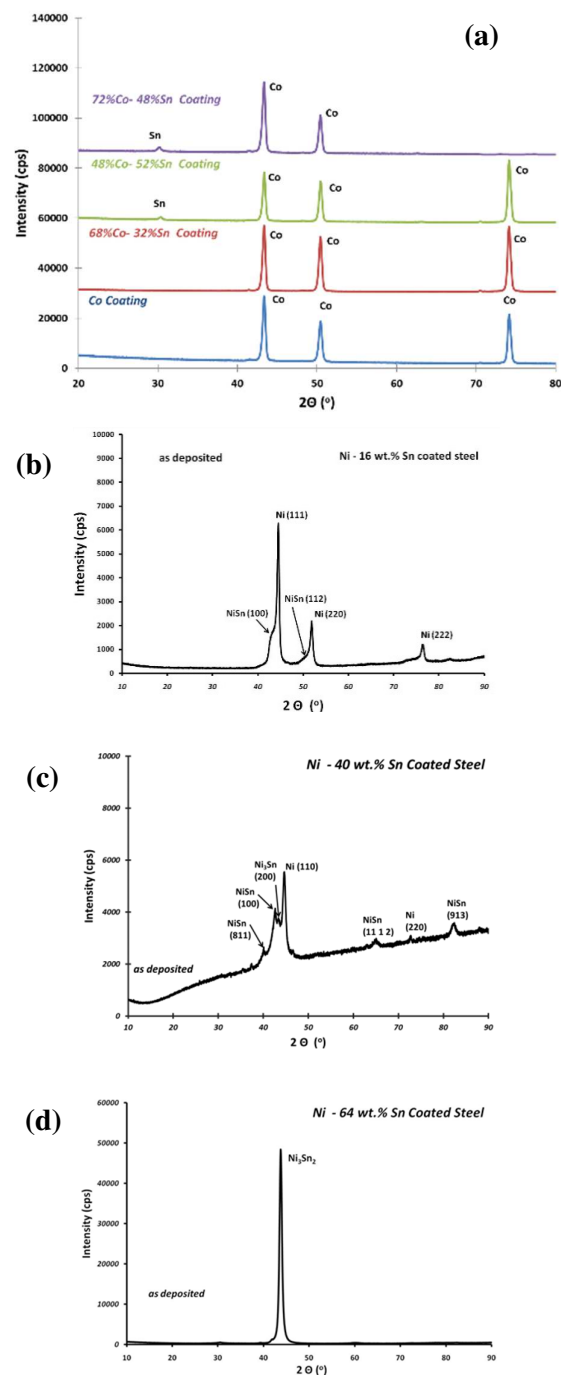 (a)
140000
120000
100000
80000
60000
40000
20000
0
Intensity (cps)
72%Co- 48%Sn Coating
Co
Co
Sn
48%Co- 52%Sn Coating
Co
Co
Co
Sn
68%Co- 32%Sn Coating
Co
Co
Co
Co Coating
Co
Co
Co
20 30 40 50 60 70 80
2Θ (°)
(b)
as deposited
Ni - 16 wt.% Sn coated steel
10000
9000
8000
7000
6000
5000
4000
3000
2000
1000
0
Intensity (cps)
Ni (111)
NiSn (100)
NiSn (112)
Ni (220)
Ni (222)
10 20 30 40 50 60 70 80 90
2 Θ (°)
(c)
Ni - 40 wt.% Sn Coated Steel
10000
8000
6000
4000
2000
0
Intensity (cps)
Ni₃Sn
(200)
Ni (110)
NiSn
(100)
NiSn
(811)
NiSn
(11 1 2)
Ni
(220)
NiSn
(913)
as deposited
10 20 30 40 50 60 70 80 90
2 Θ (°)
(d)
Ni - 64 wt.% Sn Coated Steel
60000
50000
40000
30000
20000
10000
0
Intensity (cps)
Ni₃Sn₂
as deposited
10 20 30 40 50 60 70 80 90
2 Θ (°)